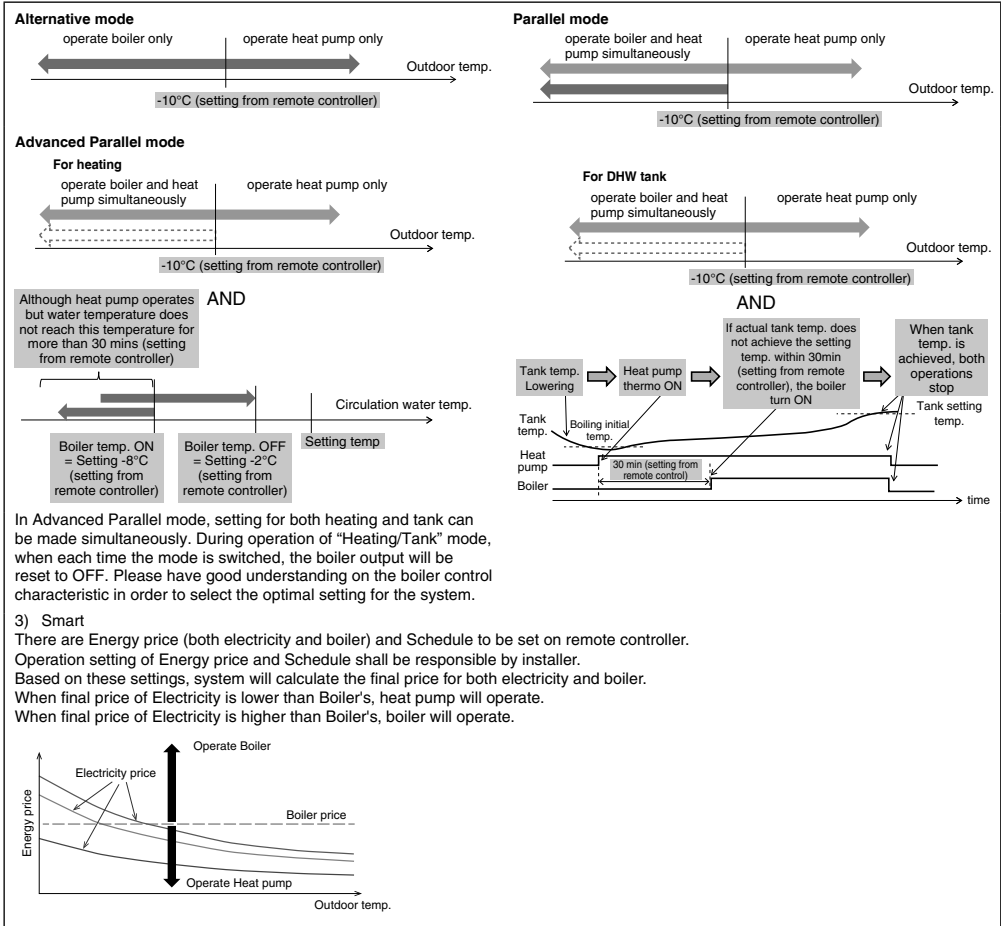 Alternative mode
operate boiler only
operate heat pump only
Outdoor temp.
-10°C (setting from remote controller)
Parallel mode
operate boiler and heat
pump simultaneously
operate heat pump only
Outdoor temp.
-10°C (setting from remote controller)
Advanced Parallel mode
For heating
operate boiler and heat
pump simultaneously
operate heat pump only
Outdoor temp.
-10°C (setting from remote controller)
AND
Although heat pump operates
but water temperature does
not reach this temperature for
more than 30 mins (setting
from remote controller)
Circulation water temp.
Boiler temp. ON
= Setting -8°C
(setting from
remote controller)
Boiler temp. OFF
= Setting -2°C
(setting from
remote controller)
Setting temp
For DHW tank
operate boiler and heat
pump simultaneously
operate heat pump only
Outdoor temp.
-10°C (setting from remote controller)
AND
Tank temp.
Lowering
Heat pump
thermo ON
If actual tank temp. does
not achieve the setting
temp. within 30min
(setting from remote
controller), the boiler
turn ON
When tank
temp. is
achieved, both
operations
stop
Tank
temp.
Boiling initial
temp.
Tank setting
temp.
Heat
pump
30 min (setting from
remote control)
Boiler
time
In Advanced Parallel mode, setting for both heating and tank can
be made simultaneously. During operation of “Heating/Tank” mode,
when each time the mode is switched, the boiler output will be
reset to OFF. Please have good understanding on the boiler control
characteristic in order to select the optimal setting for the system.
3) Smart
There are Energy price (both electricity and boiler) and Schedule to be set on remote controller.
Operation setting of Energy price and Schedule shall be responsible by installer.
Based on these settings, system will calculate the final price for both electricity and boiler.
When final price of Electricity is lower than Boiler's, heat pump will operate.
When final price of Electricity is higher than Boiler's, boiler will operate.
Operate Boiler
Electricity price
Boiler price
Energy price
Operate Heat pump
Outdoor temp.